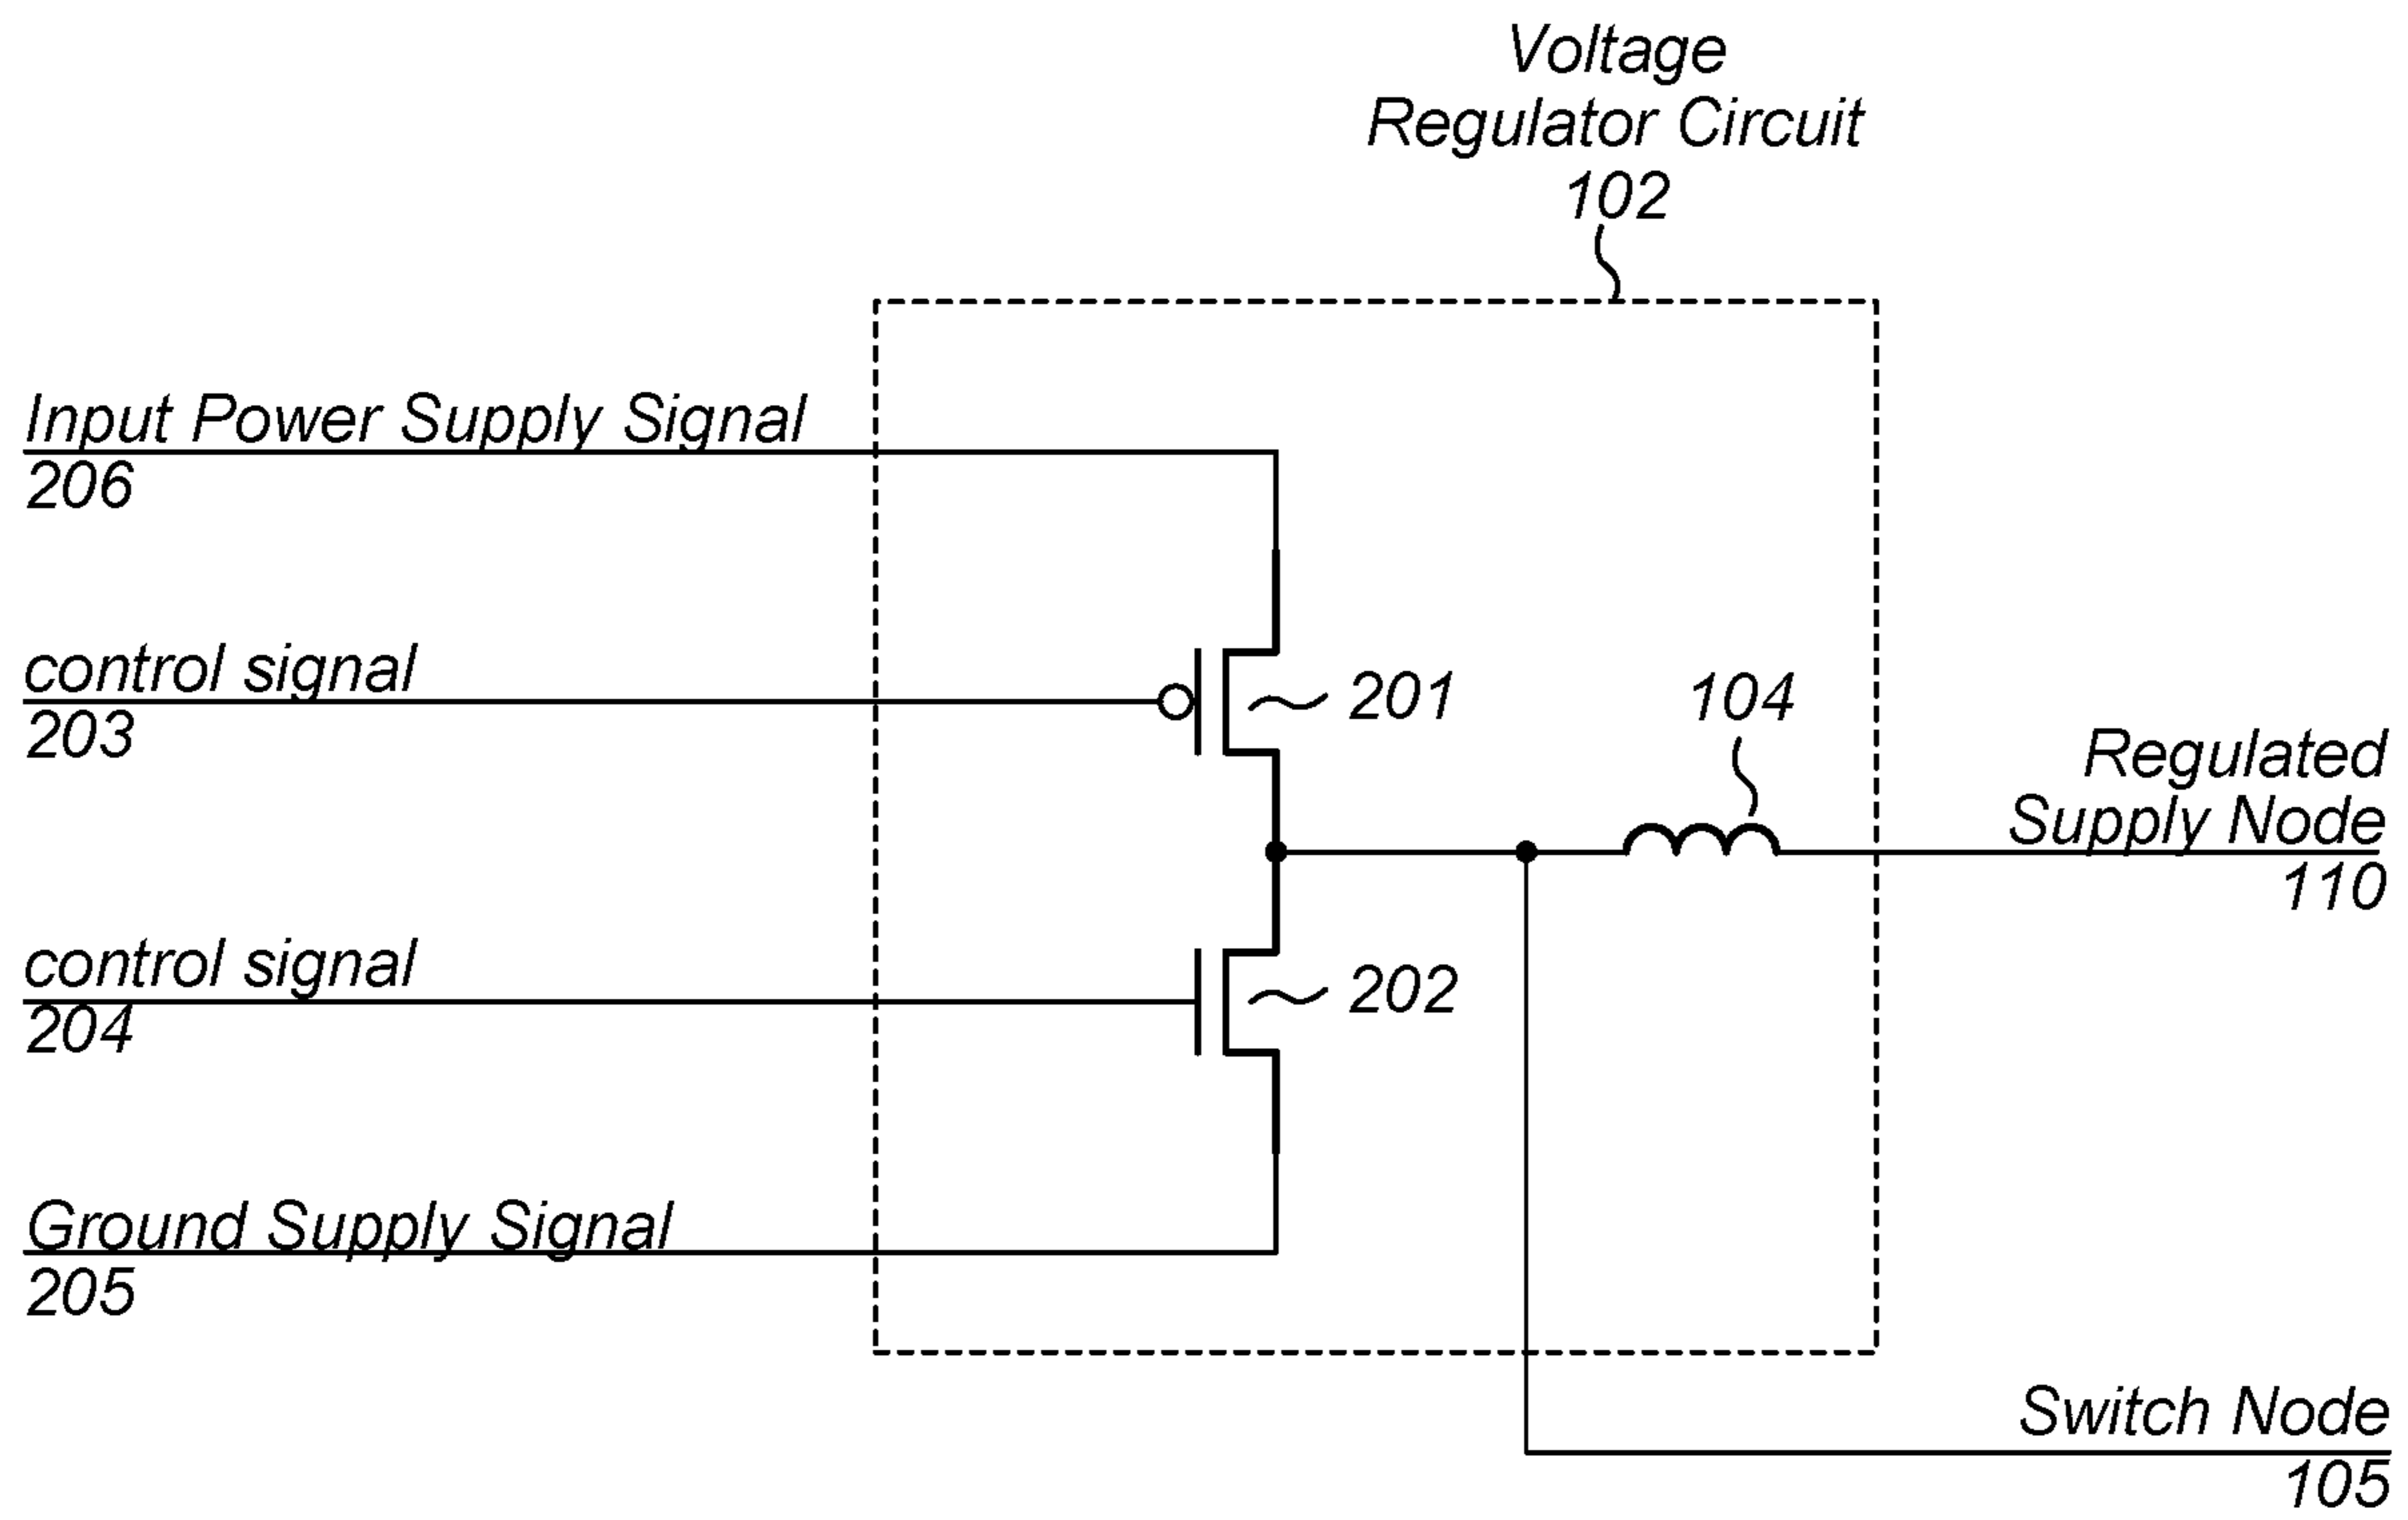 Voltage
Regulator Circuit
102
Input Power Supply Signal
206
control signal
203
201
104
Regulated
Supply Node
110
control signal
204
202
Ground Supply Signal
205
Switch Node
105